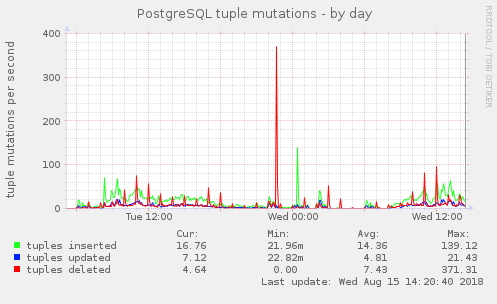 PostgreSQL tuple mutations - by day
RRDTOOL / TOBI OETIKER
tuple mutations per second
400
300
200
100
0
Tue 12:00 Wed 00:00 Wed 12:00
Cur: Min: Avg: Max:
tuples inserted 16.76 21.96m 14.36 139.12
tuples updated 7.12 22.82m 4.81 21.43
tuples deleted 4.64 0.00 7.43 371.31
Last update: Wed Aug 15 14:20:40 2018